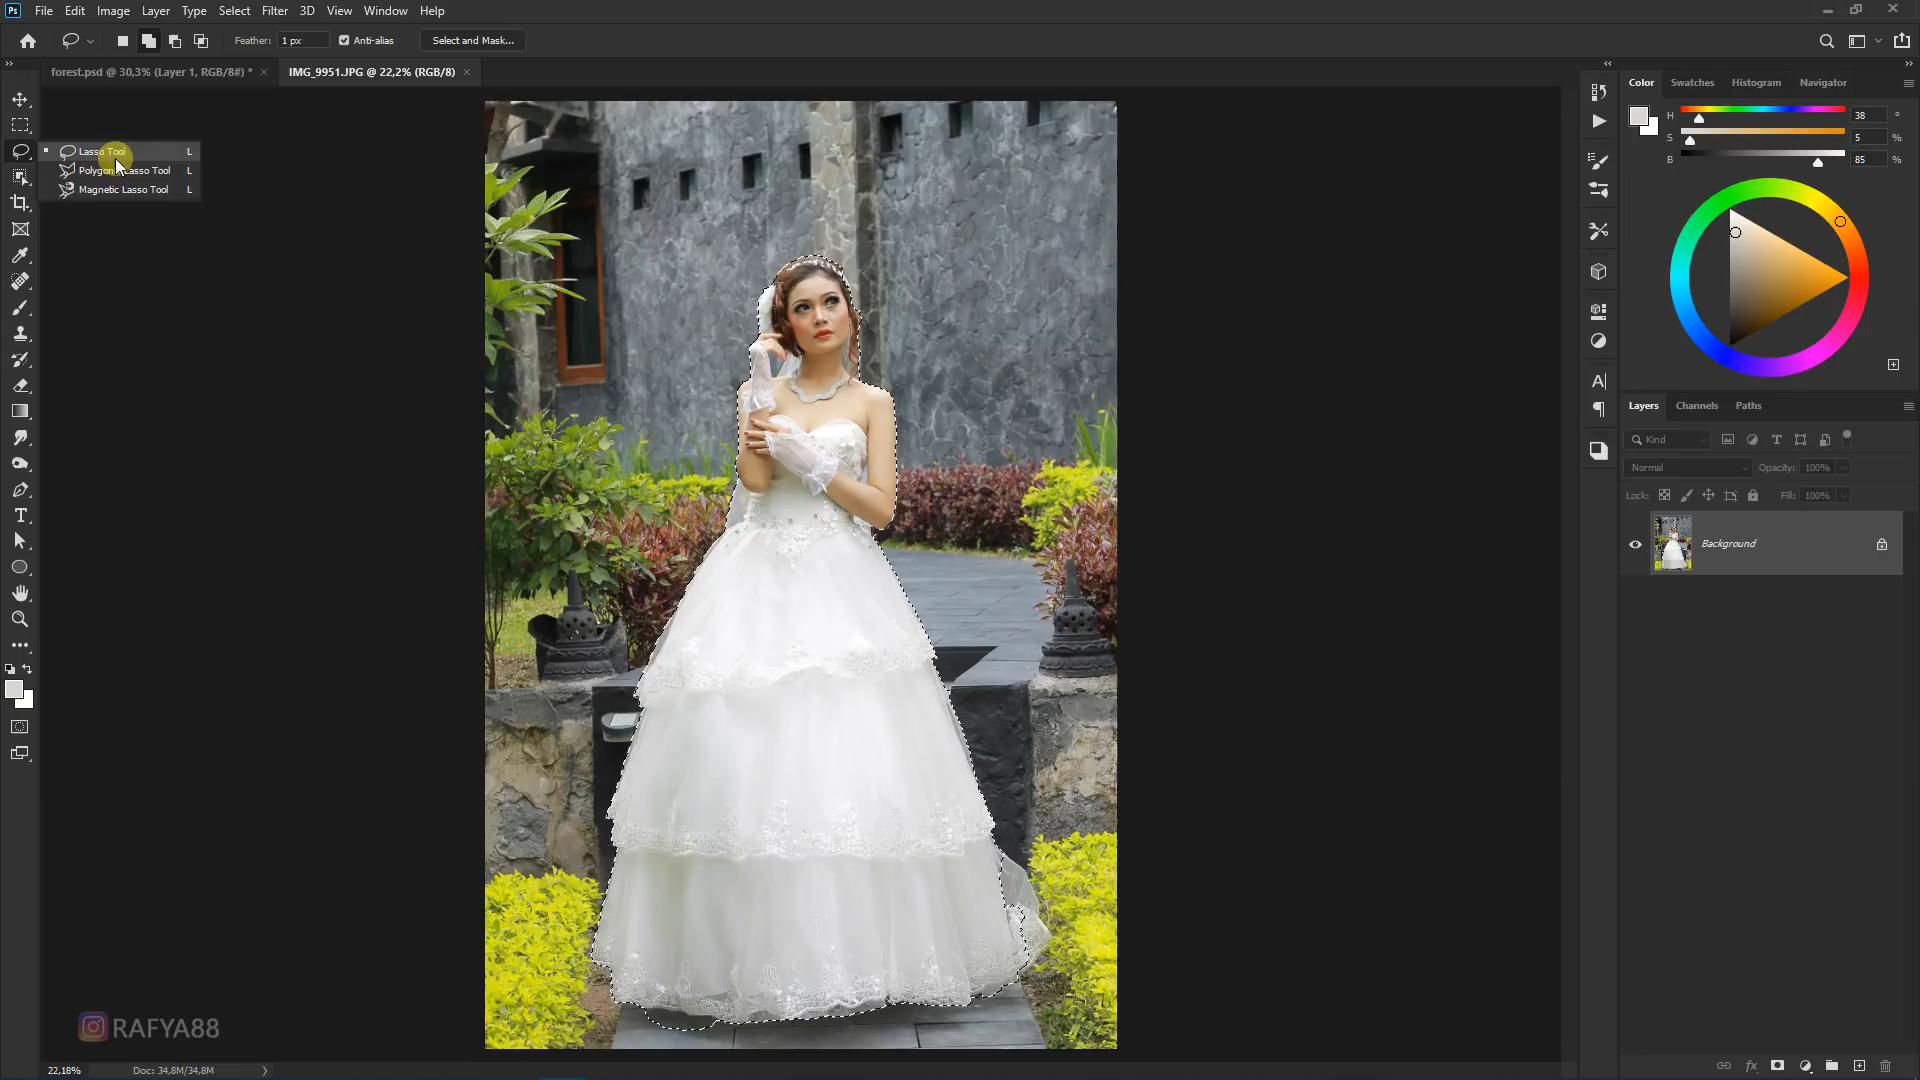 Ps File Edit Image Layer Type Select Filter 3D View Window Help
Feather: 1 px Anti-alias Select and Mask...
forest.psd @ 30,3% (Layer 1, RGB/8#) * × IMG_9951.JPG @ 22,2% (RGB/8) ×
Lasso Tool L
Lasso Tool L
Magnetic Lasso Tool L
Color Swatches Histogram Navigator
H 38 °
S 5 %
B 85 %
Layers Channels Paths
Kind
Normal Opacity: 100%
Lock: Fill: 100%
Background
RAFYA88
22,18% Doc: 34,8M/34,8M